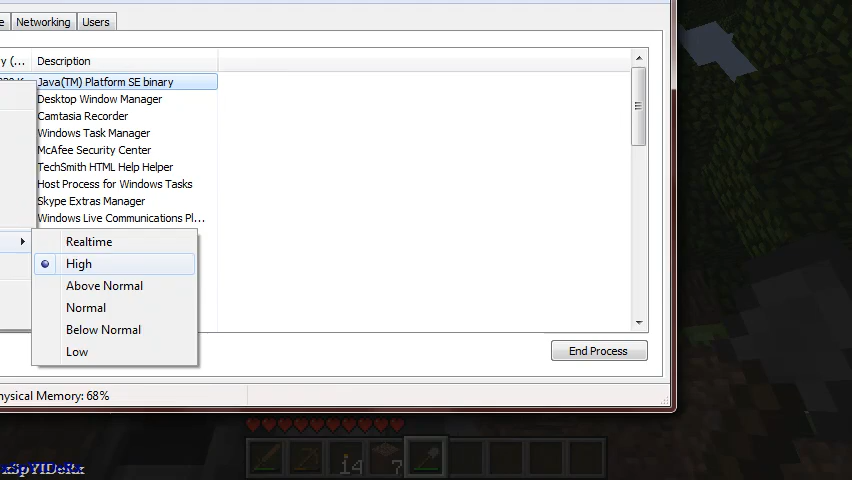 e
Networking
Users
y (...
Description
Java(TM) Platform SE binary
Desktop Window Manager
Camtasia Recorder
Windows Task Manager
McAfee Security Center
TechSmith HTML Help Helper
Host Process for Windows Tasks
Skype Extras Manager
Windows Live Communications Pl...
Realtime
High
Above Normal
Normal
Below Normal
Low
End Process
hysical Memory: 68%
14
7
xSpYIDeRx